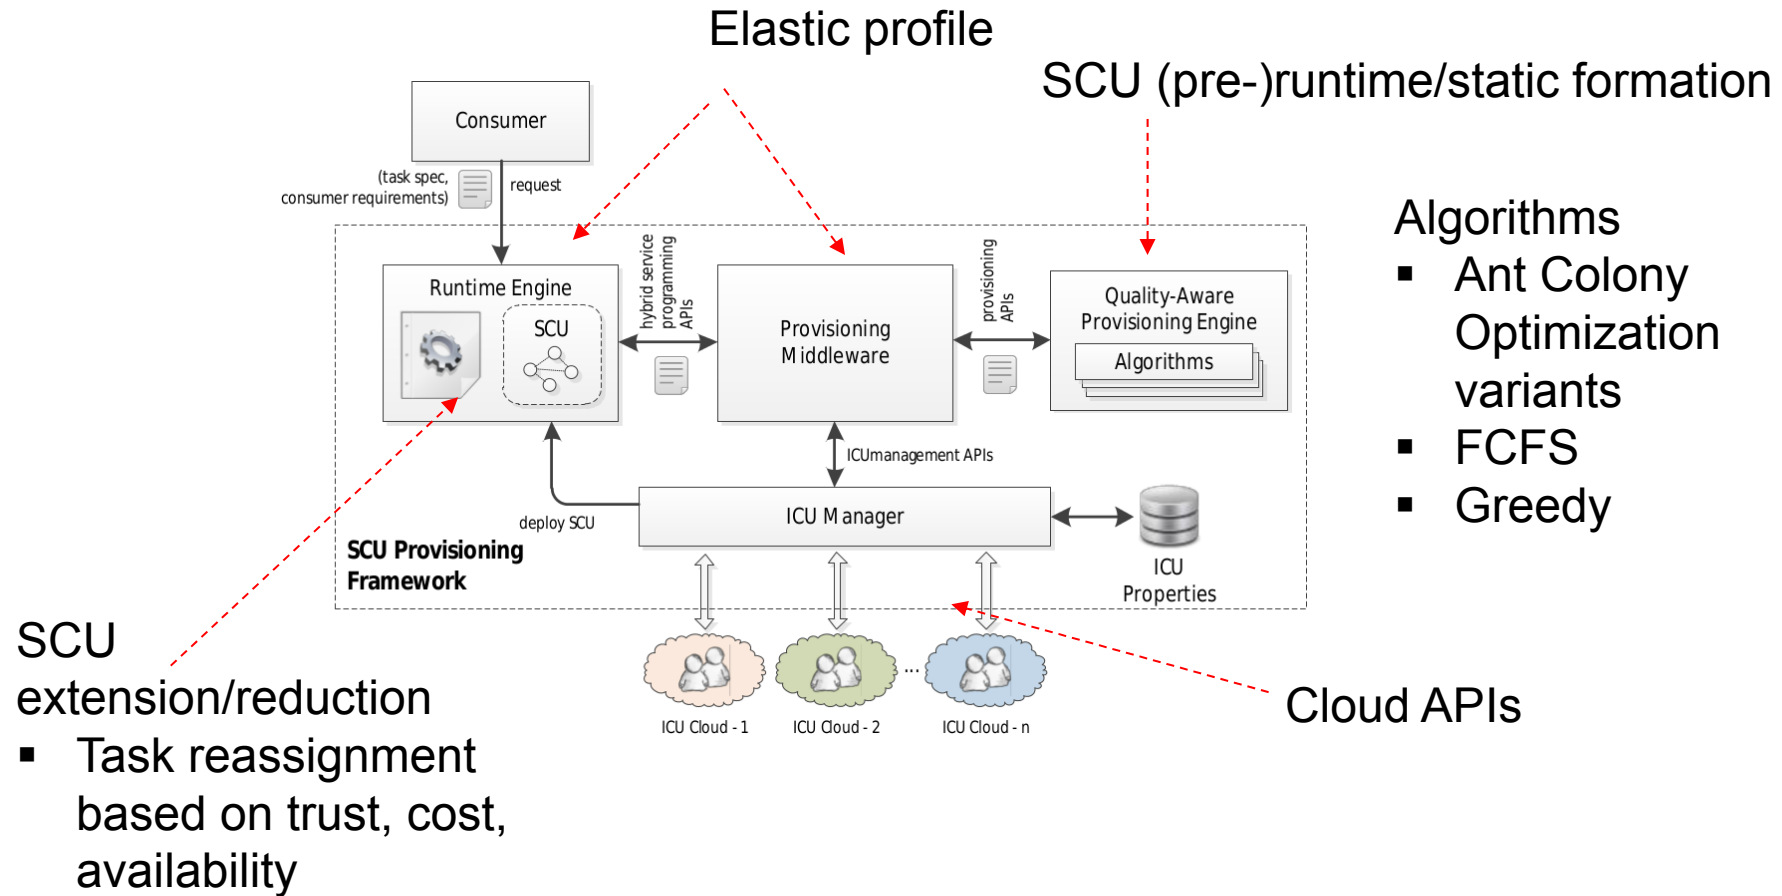 Elastic profile
SCU (pre-)runtime/static formation
Consumer
(task spec,
consumer requirements)
request
Algorithms
▪ Ant Colony
Optimization
variants
▪ FCFS
▪ Greedy
Runtime Engine
SCU
hybrid service
programming
APIs
Provisioning
Middleware
provisioning
APIs
Quality-Aware
Provisioning Engine
Algorithms
ICUmanagement APIs
deploy SCU
ICU Manager
SCU Provisioning
Framework
ICU
Properties
...
ICU Cloud - 1
ICU Cloud - 2
ICU Cloud - n
SCU
extension/reduction
▪ Task reassignment
based on trust, cost,
availability
Cloud APIs